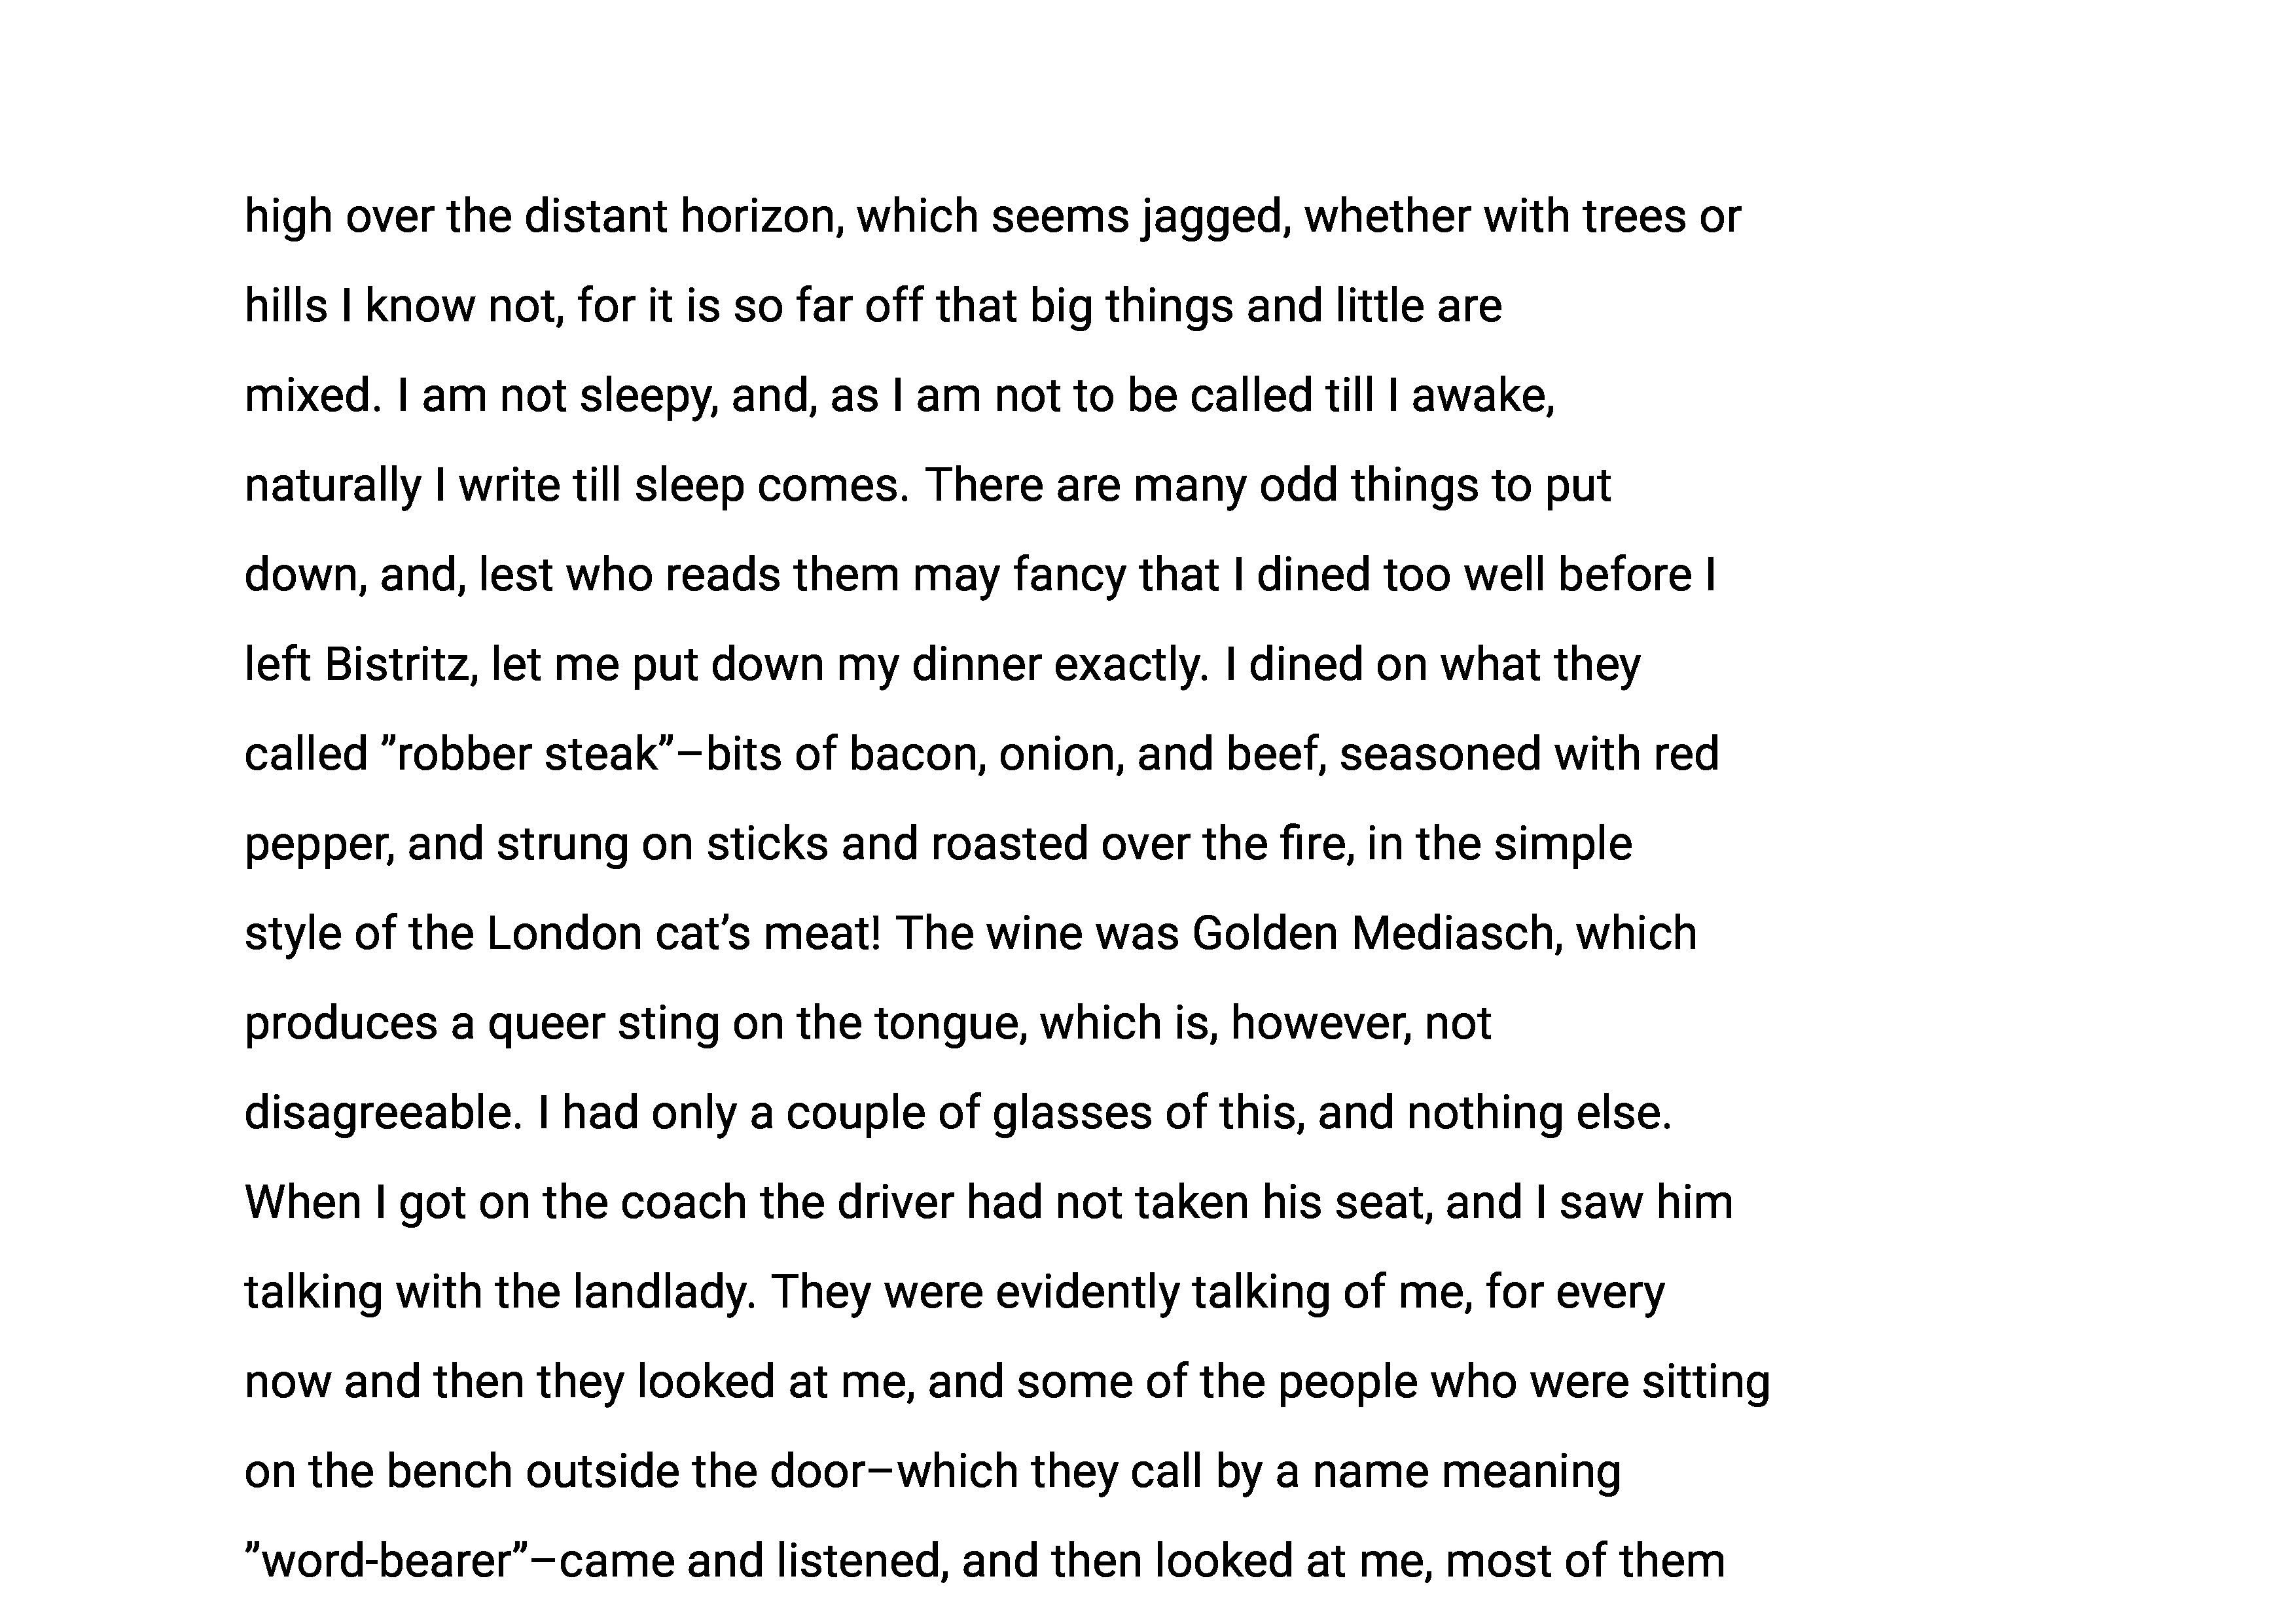 high over the distant horizon, which seems jagged, whether with trees or
hills I know not, for it is so far off that big things and little are
mixed. I am not sleepy, and, as I am not to be called till I awake,
naturally I write till sleep comes. There are many odd things to put
down, and, lest who reads them may fancy that I dined too well before I
left Bistritz, let me put down my dinner exactly. I dined on what they
called ”robber steak”–bits of bacon, onion, and beef, seasoned with red
pepper, and strung on sticks and roasted over the fire, in the simple
style of the London cat’s meat! The wine was Golden Mediasch, which
produces a queer sting on the tongue, which is, however, not
disagreeable. I had only a couple of glasses of this, and nothing else.
When I got on the coach the driver had not taken his seat, and I saw him
talking with the landlady. They were evidently talking of me, for every
now and then they looked at me, and some of the people who were sitting
on the bench outside the door–which they call by a name meaning
”word-bearer”–came and listened, and then looked at me, most of them